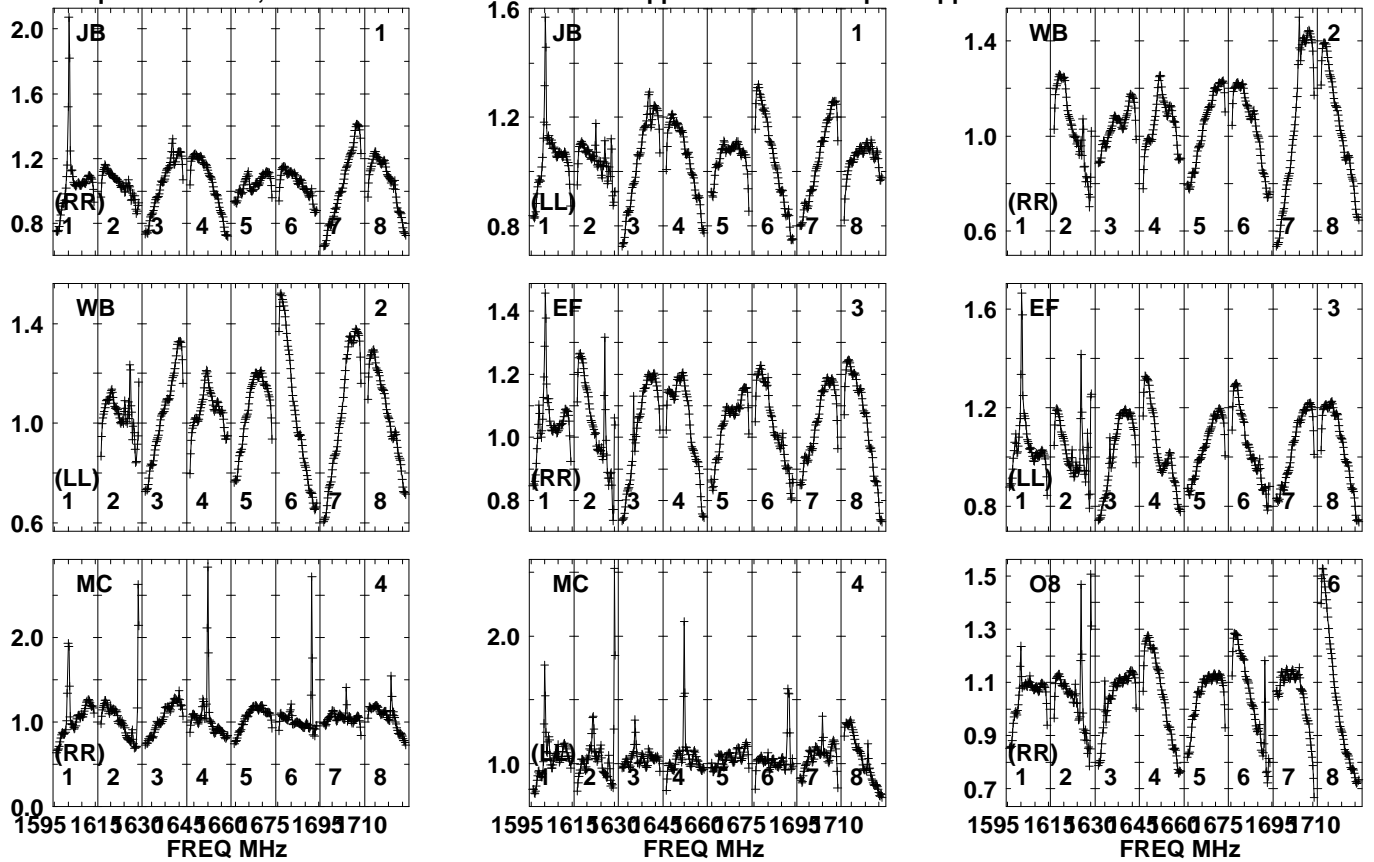 2.0 JB 1 1.6 JB 1 WB 2
1.6 1.2 1.4
1.2 1.0
0.8 (RR) 1 2 3 4 5 6 7 8 0.8 (LL) 1 2 3 4 5 6 7 8 0.6 (RR) 1 2 3 4 5 6 7 8
WB 2 EF 3 EF 3
1.4 1.4 1.6
1.0 1.2 1.4
1.0 1.2
1.0
0.6 (LL) 1 2 3 4 5 6 7 8 0.8 (RR) 1 2 3 4 5 6 7 8 0.8 (LL) 1 2 3 4 5 6 7 8
MC 4 MC 4 O8 6
2.0 2.0 1.5
1.3
1.0 1.0 1.1
0.9
0.0 (RR) 1 2 3 4 5 6 7 8 (LL) 1 2 3 4 5 6 7 8 0.7 (RR) 1 2 3 4 5 6 7 8
1595 1615 1630 1645 1660 1675 1695 1710 1595 1615 1630 1645 1660 1675 1695 1710 1595 1615 1630 1645 1660 1675 1695 1710
FREQ MHz FREQ MHz FREQ MHz